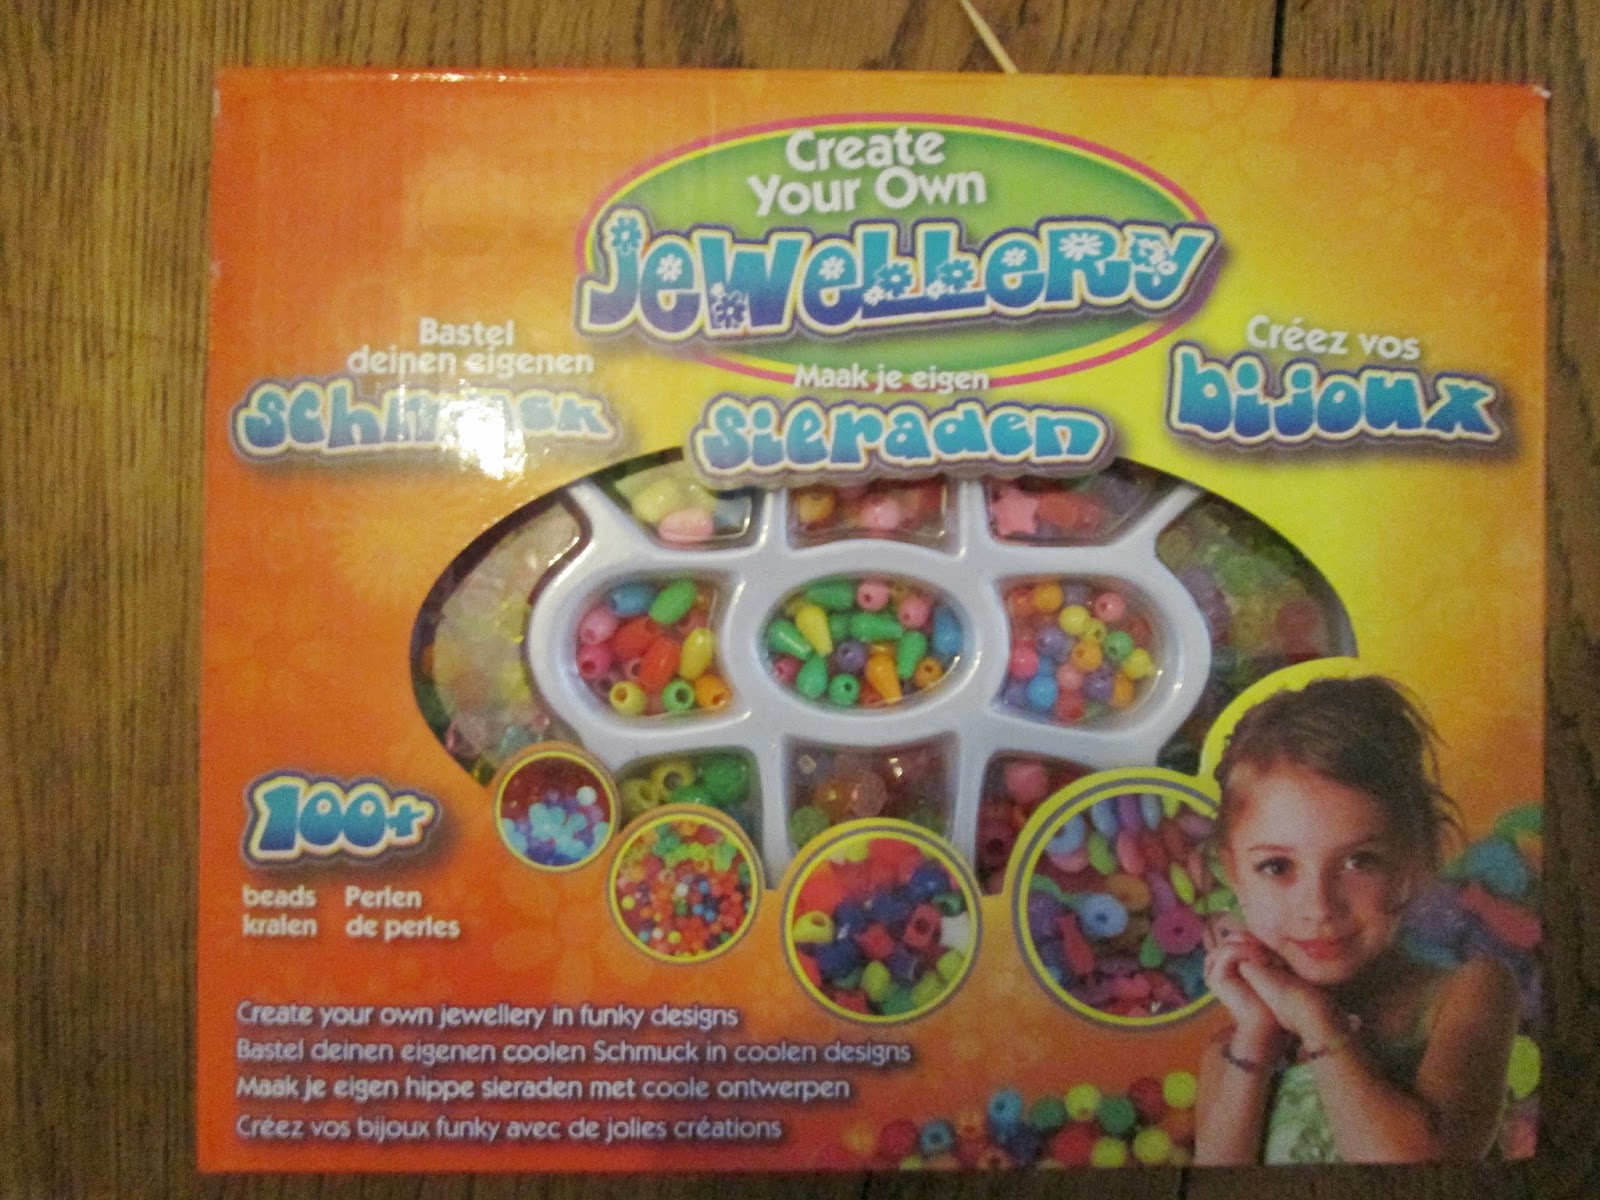 Create
Your Own
Jewellery
Bastel
deinen eigenen
Schmuck
Maak je eigen
Sieraden
Créez vos
bijoux
100+
beads Perlen
kralen de perles
Create your own jewellery in funky designs
Bastel deinen eigenen coolen Schmuck in coolen designs
Maak je eigen hippe sieraden met coole ontwerpen
Créez vos bijoux funky avec de jolies créations